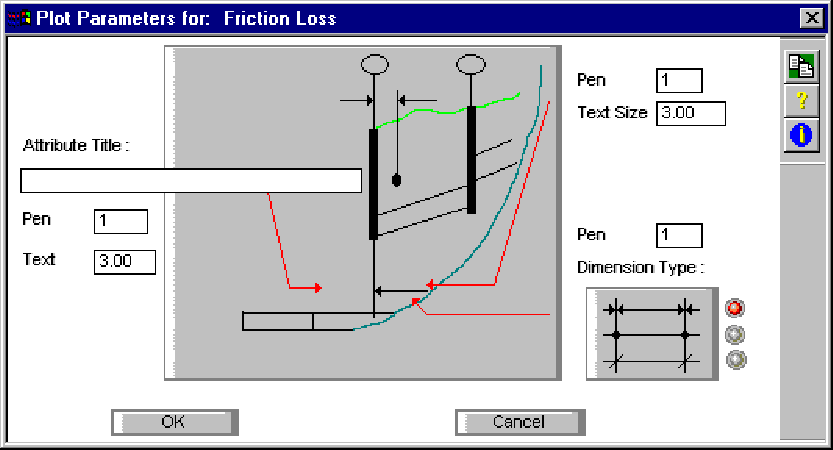 Plot Parameters for: Friction Loss
Attribute Title :
Pen 1
Text 3.00
Pen 1
Text Size 3.00
Pen 1
Dimension Type :
OK
Cancel